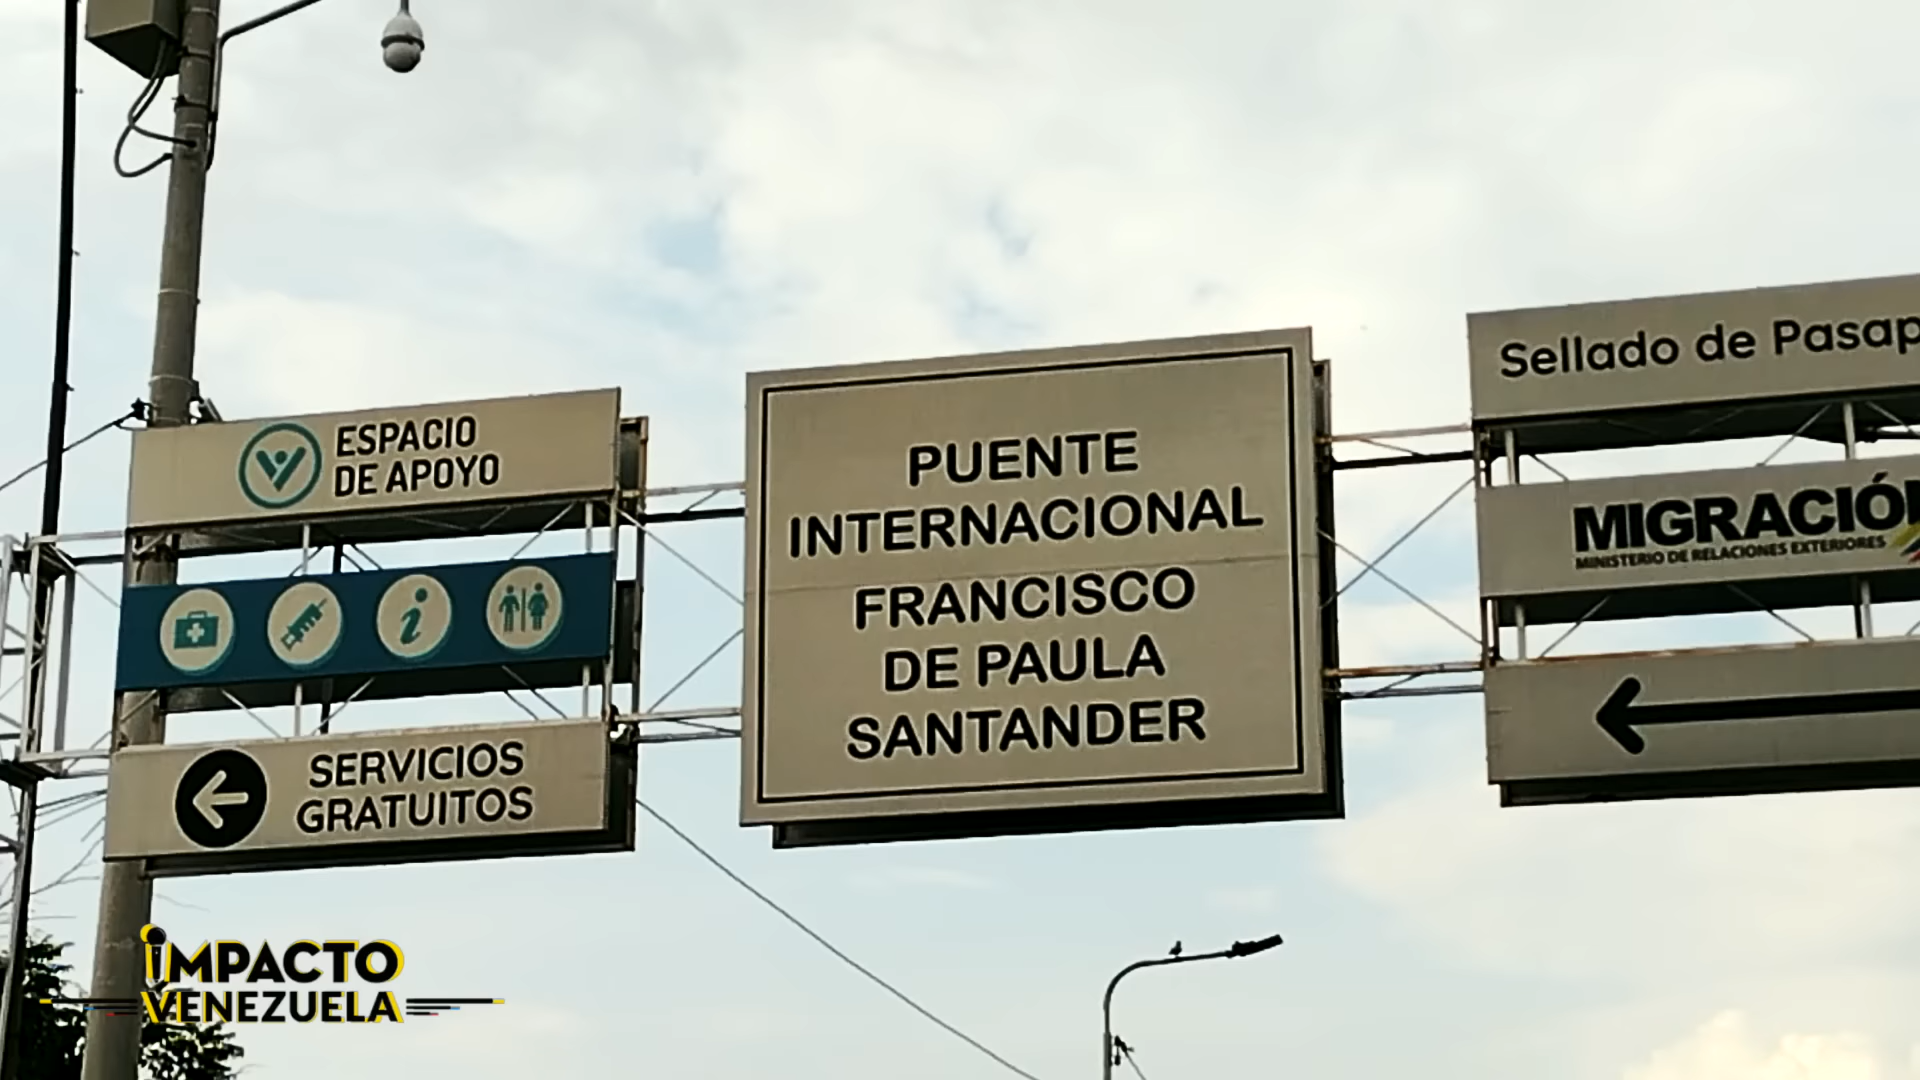 ESPACIO
DE APOYO
SERVICIOS
GRATUITOS
PUENTE
INTERNACIONAL
FRANCISCO
DE PAULA
SANTANDER
Sellado de Pasap
MIGRACIÓN
MINISTERIO DE RELACIONES EXTERIORES
IMPACTO
VENEZUELA